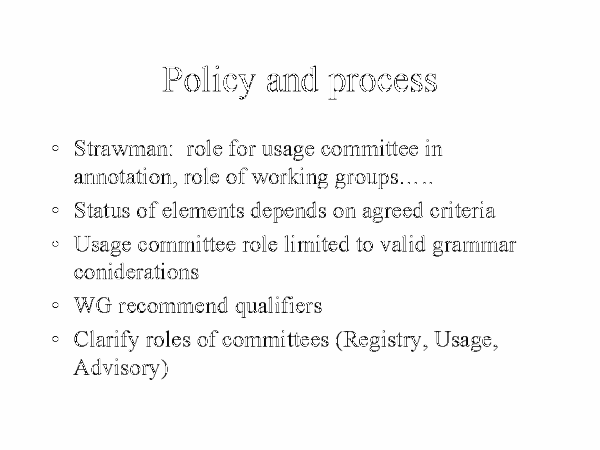 Policy and process
◦ Strawman:  role for usage committee in
annotation, role of working groups…..
◦ Status of elements depends on agreed criteria
◦ Usage committee role limited to valid grammar
coniderations
◦ WG recommend qualifiers
◦ Clarify roles of committees (Registry, Usage,
Advisory)